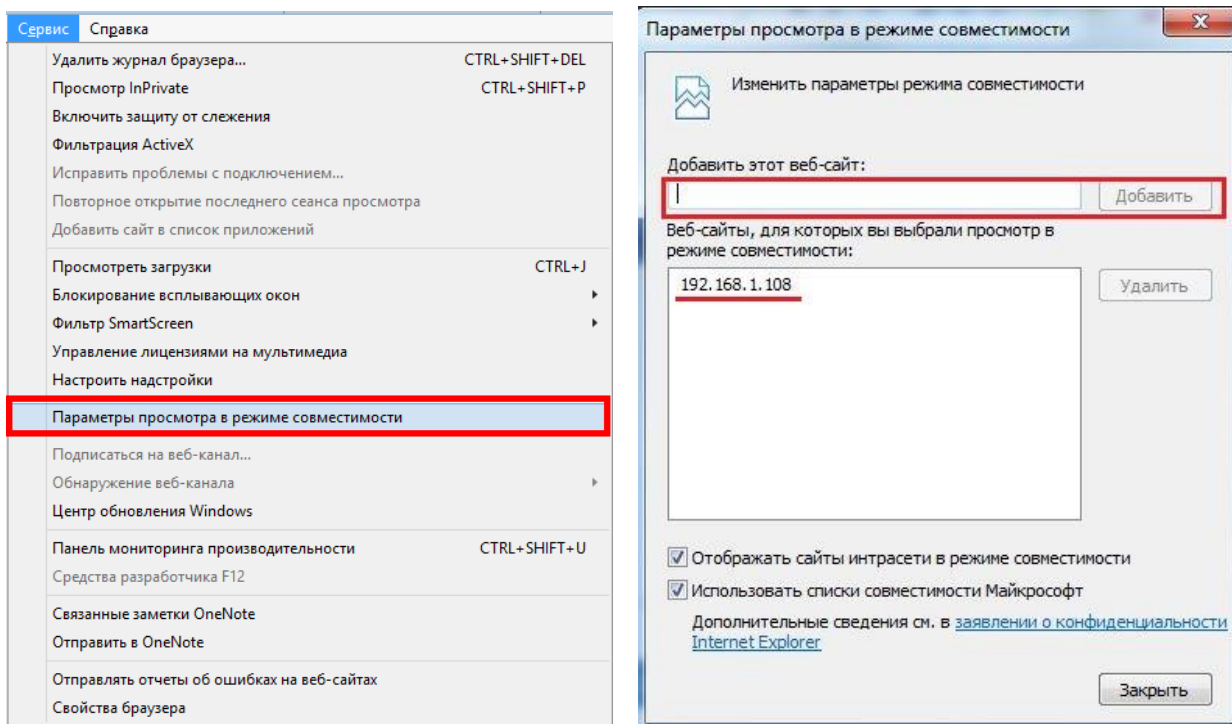 Сервис Справка
Удалить журнал браузера... CTRL+SHIFT+DEL
Просмотр InPrivate CTRL+SHIFT+P
Включить защиту от слежения
Фильтрация ActiveX
Исправить проблемы с подключением...
Повторное открытие последнего сеанса просмотра
Добавить сайт в список приложений
Просмотреть загрузки CTRL+J
Блокирование всплывающих окон
Фильтр SmartScreen
Управление лицензиями на мультимедиа
Настроить надстройки
Параметры просмотра в режиме совместимости
Подписаться на веб-канал...
Обнаружение веб-канала
Центр обновления Windows
Панель мониторинга производительности CTRL+SHIFT+U
Средства разработчика F12
Связанные заметки OneNote
Отправить в OneNote
Отправлять отчеты об ошибках на веб-сайтах
Свойства браузера
Параметры просмотра в режиме совместимости
Изменить параметры режима совместимости
Добавить этот веб-сайт:
Добавить
Веб-сайты, для которых вы выбрали просмотр в
режиме совместимости:
192.168.1.108
Удалить
Отображать сайты интрасети в режиме совместимости
Использовать списки совместимости Майкрософт
Дополнительные сведения см. в заявлении о конфиденциальности
Internet Explorer
Закрыть